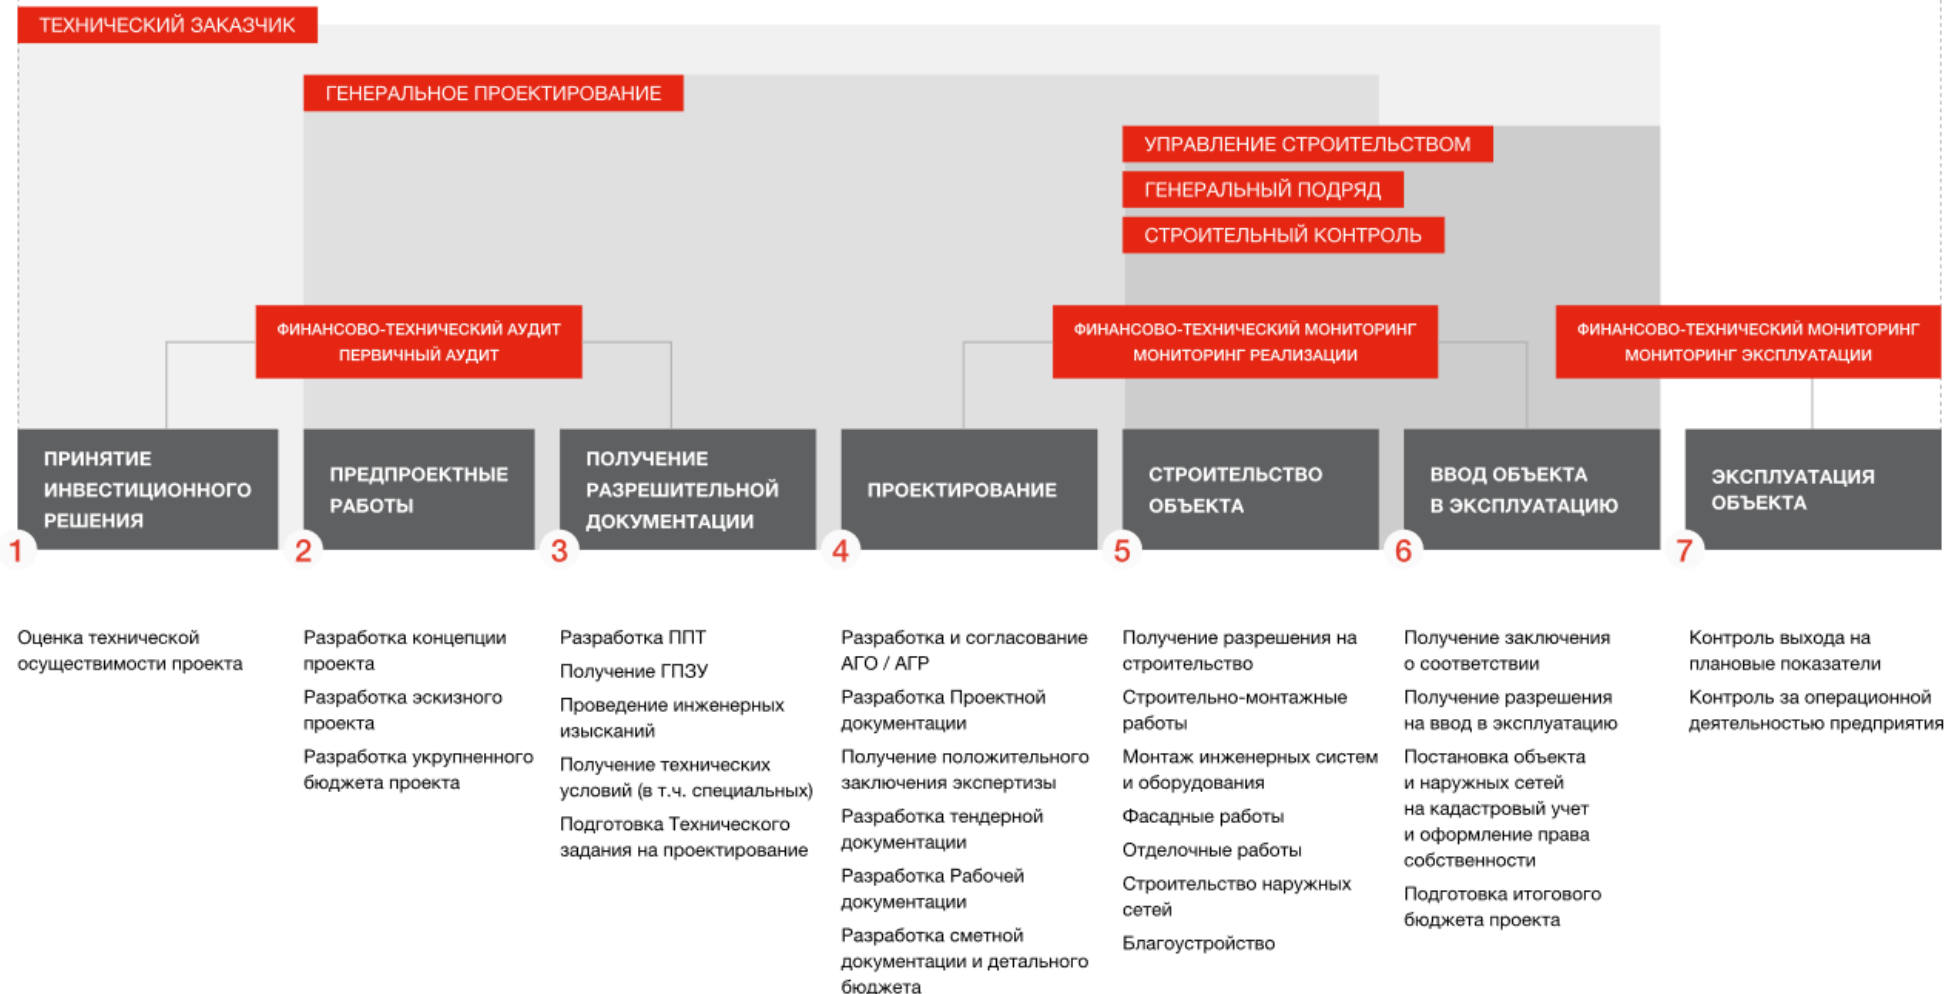 ТЕХНИЧЕСКИЙ ЗАКАЗЧИК
ГЕНЕРАЛЬНОЕ ПРОЕКТИРОВАНИЕ
УПРАВЛЕНИЕ СТРОИТЕЛЬСТВОМ
ГЕНЕРАЛЬНЫЙ ПОДРЯД
СТРОИТЕЛЬНЫЙ КОНТРОЛЬ
ФИНАНСОВО-ТЕХНИЧЕСКИЙ АУДИТ
ПЕРВИЧНЫЙ АУДИТ
ФИНАНСОВО-ТЕХНИЧЕСКИЙ МОНИТОРИНГ
МОНИТОРИНГ РЕАЛИЗАЦИИ
ФИНАНСОВО-ТЕХНИЧЕСКИЙ МОНИТОРИНГ
МОНИТОРИНГ ЭКСПЛУАТАЦИИ
ПРИНЯТИЕ
ИНВЕСТИЦИОННОГО
РЕШЕНИЯ
1
Оценка технической
осуществимости проекта
ПРЕДПРОЕКТНЫЕ
РАБОТЫ
2
Разработка концепции
проекта
Разработка эскизного
проекта
Разработка укрупненного
бюджета проекта
ПОЛУЧЕНИЕ
РАЗРЕШИТЕЛЬНОЙ
ДОКУМЕНТАЦИИ
3
Разработка ППТ
Получение ГПЗУ
Проведение инженерных
изысканий
Получение технических
условий (в т.ч. специальных)
Подготовка Технического
задания на проектирование
ПРОЕКТИРОВАНИЕ
4
Разработка и согласование
АГО / АГР
Разработка Проектной
документации
Получение положительного
заключения экспертизы
Разработка тендерной
документации
Разработка Рабочей
документации
Разработка сметной
документации и детального
бюджета
СТРОИТЕЛЬСТВО
ОБЪЕКТА
5
Получение разрешения на
строительство
Строительно-монтажные
работы
Монтаж инженерных систем
и оборудования
Фасадные работы
Отделочные работы
Строительство наружных
сетей
Благоустройство
ВВОД ОБЪЕКТА
В ЭКСПЛУАТАЦИЮ
6
Получение заключения
о соответствии
Получение разрешения
на ввод в эксплуатацию
Постановка объекта
и наружных сетей
на кадастровый учет
и оформление права
собственности
Подготовка итогового
бюджета проекта
ЭКСПЛУАТАЦИЯ
ОБЪЕКТА
7
Контроль выхода на
плановые показатели
Контроль за операционной
деятельностью предприятия